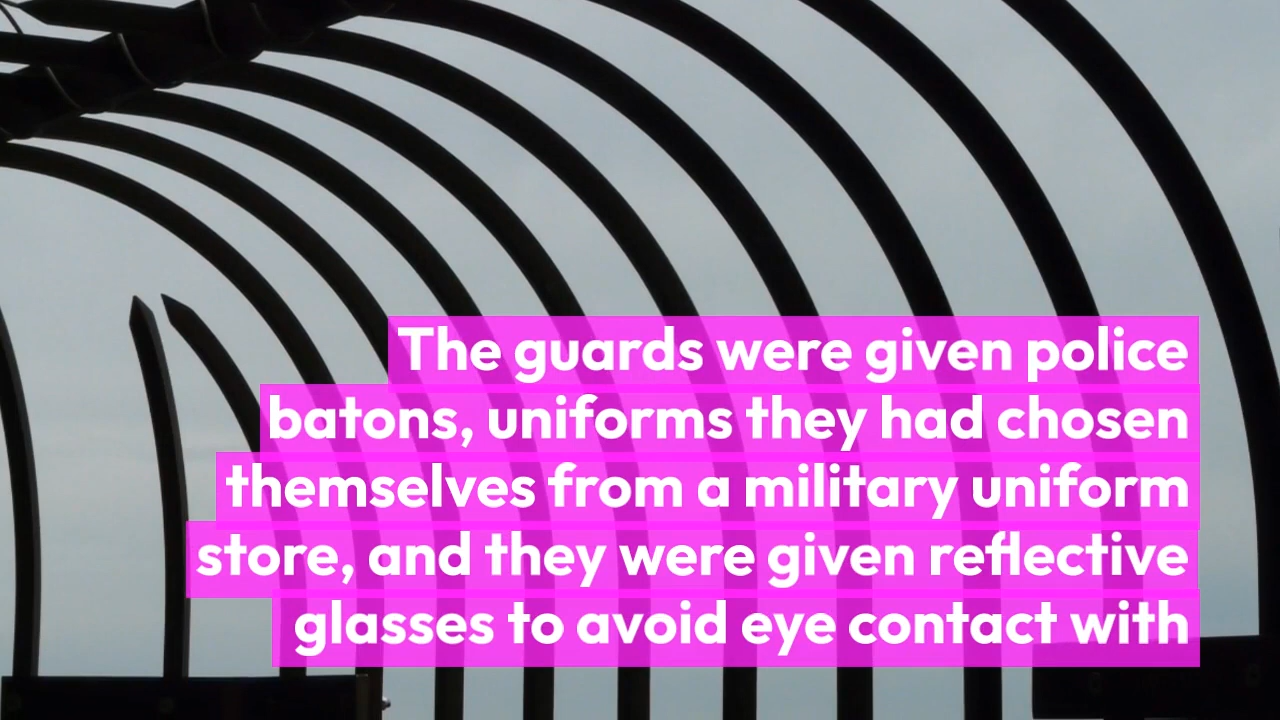 The guards were given police
batons, uniforms they had chosen
themselves from a military uniform
store, and they were given reflective
glasses to avoid eye contact with